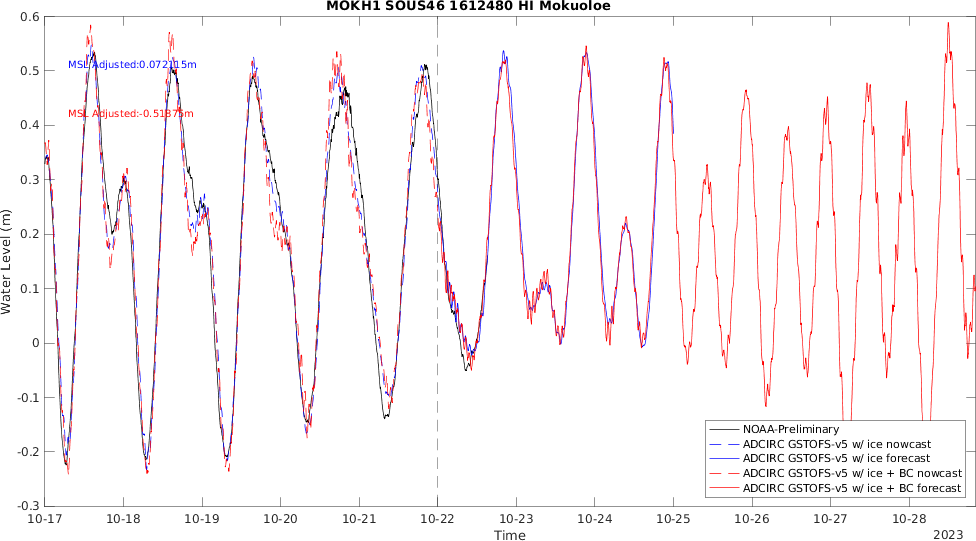 MOKH1 SOUS46 1612480 HI Mokuoloe
0.6
0.5
0.4
0.3
0.2
0.1
0
-0.1
-0.2
-0.3
Water Level (m)
MSL Adjusted:0.072115m
MSL Adjusted:-0.51875m
NOAA-Preliminary
ADCIRC GSTOFS-v5 w/ ice nowcast
ADCIRC GSTOFS-v5 w/ ice forecast
ADCIRC GSTOFS-v5 w/ ice + BC nowcast
ADCIRC GSTOFS-v5 w/ ice + BC forecast
10-17 10-18 10-19 10-20 10-21 10-22 10-23 10-24 10-25 10-26 10-27 10-28
Time
2023